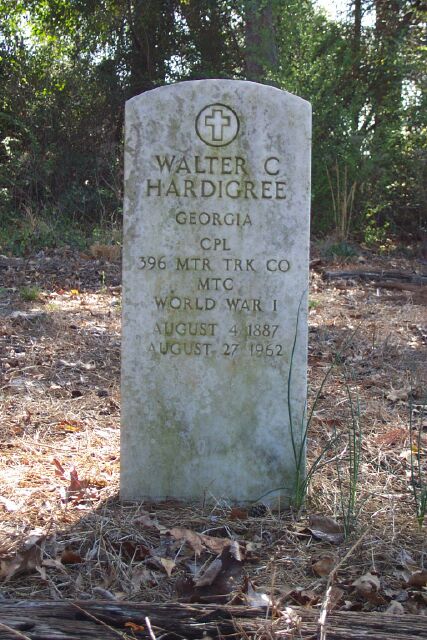 WALTER C
HARDIGREE
GEORGIA
CPL
396 MTR TRK CO
MTC
WORLD WAR I
AUGUST 4 1887
AUGUST 27 1962